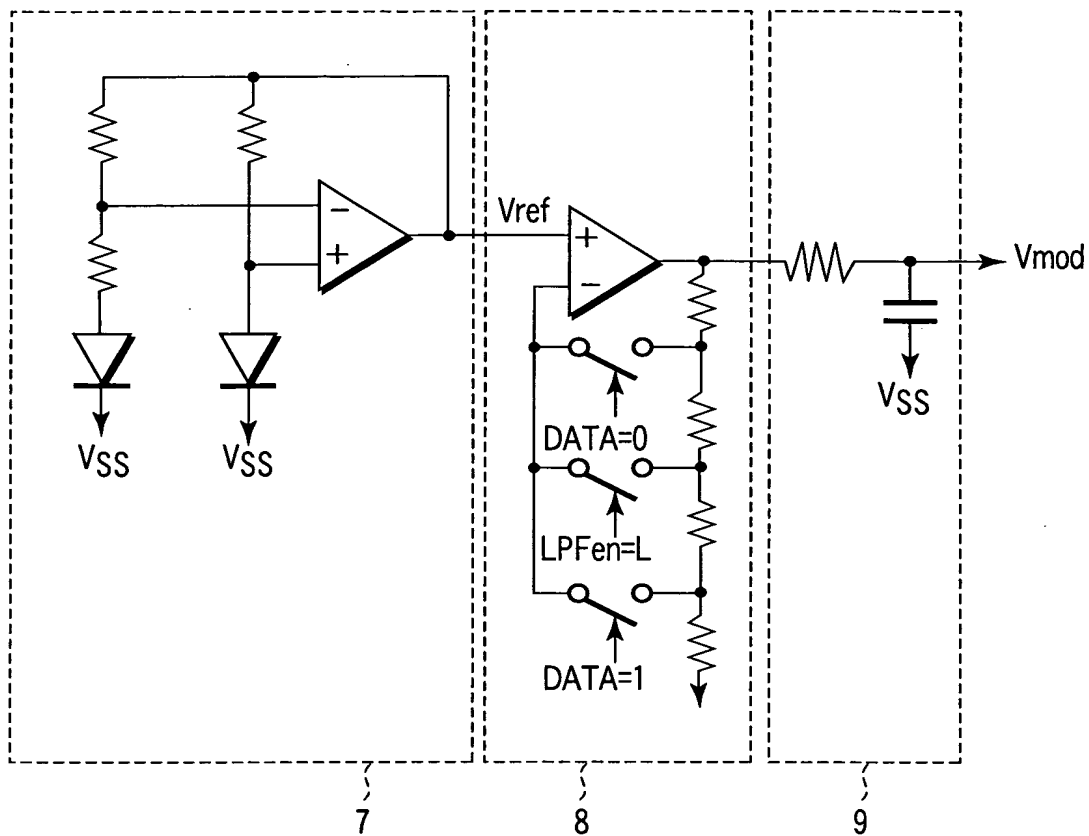 Vref
−
+
+
−
Vmod
VSS
VSS
VSS
DATA=0
LPFen=L
DATA=1
7
8
9